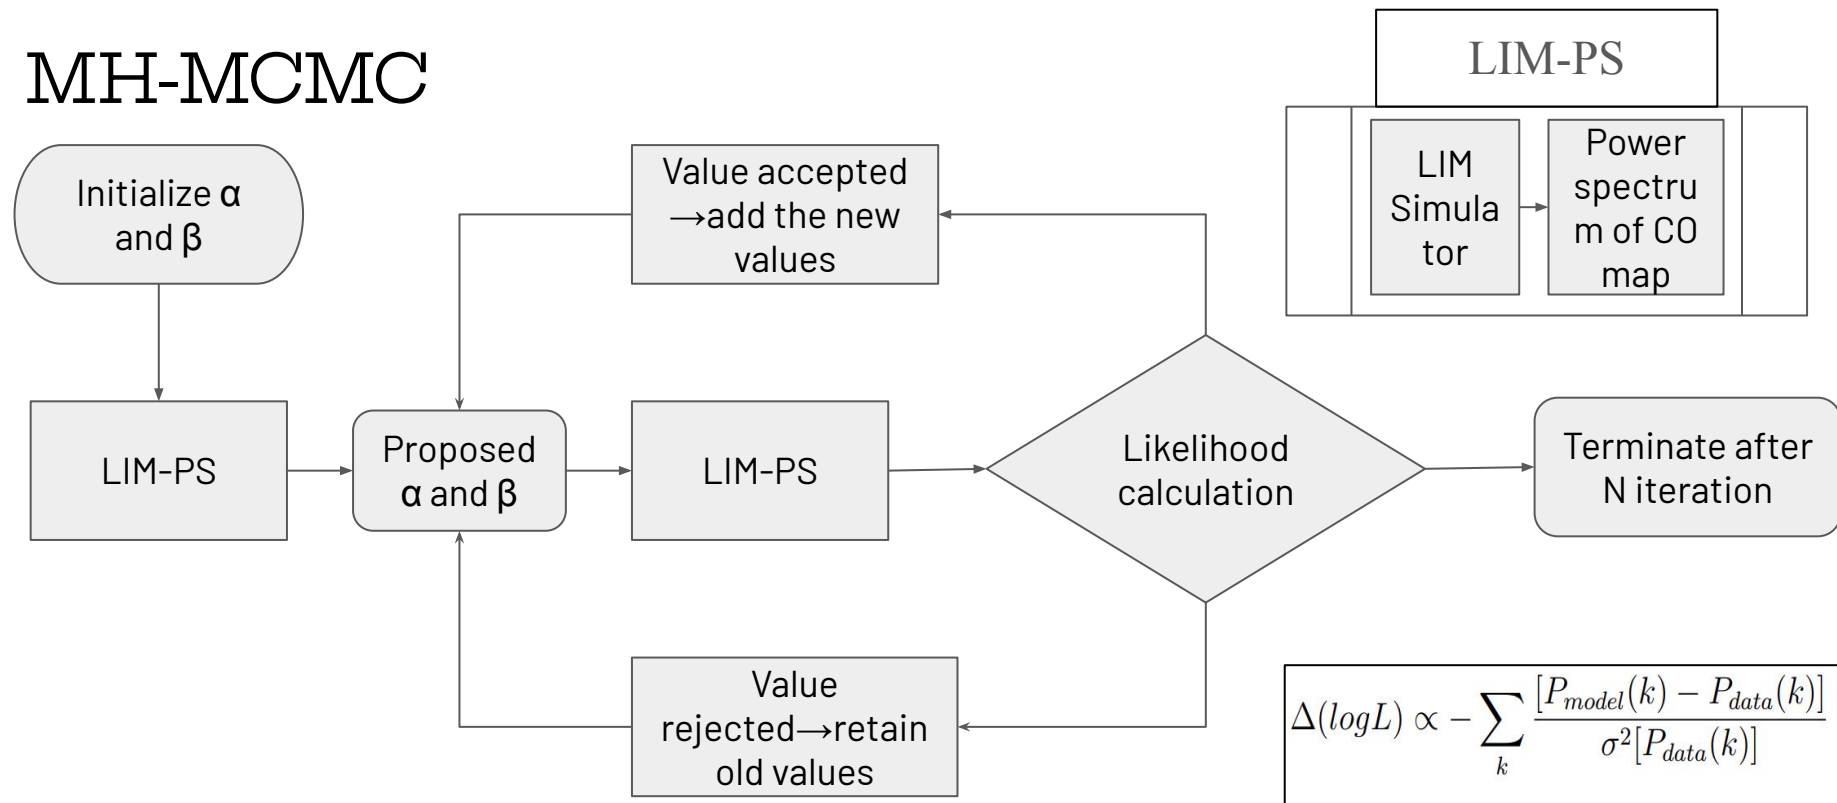 MH-MCMC
LIM-PS
LIM
Simula
tor
Power
spectru
m of CO
map
Initialize α
and β
Value accepted
→add the new
values
LIM-PS
Proposed
α and β
LIM-PS
Likelihood
calculation
Terminate after
N iteration
Value
rejected→retain
old values
Δ(logL) ∝ − ∑_k [P_model(k) − P_data(k)] / σ²[P_data(k)]